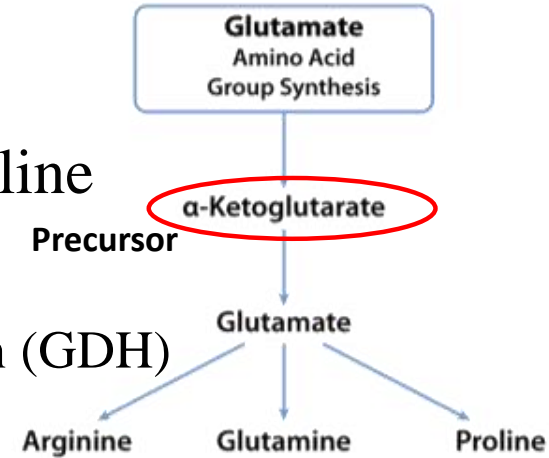 Glutamate
Amino Acid
Group Synthesis
line
α-Ketoglutarate
Precursor
Glutamate
(GDH)
Arginine Glutamine Proline